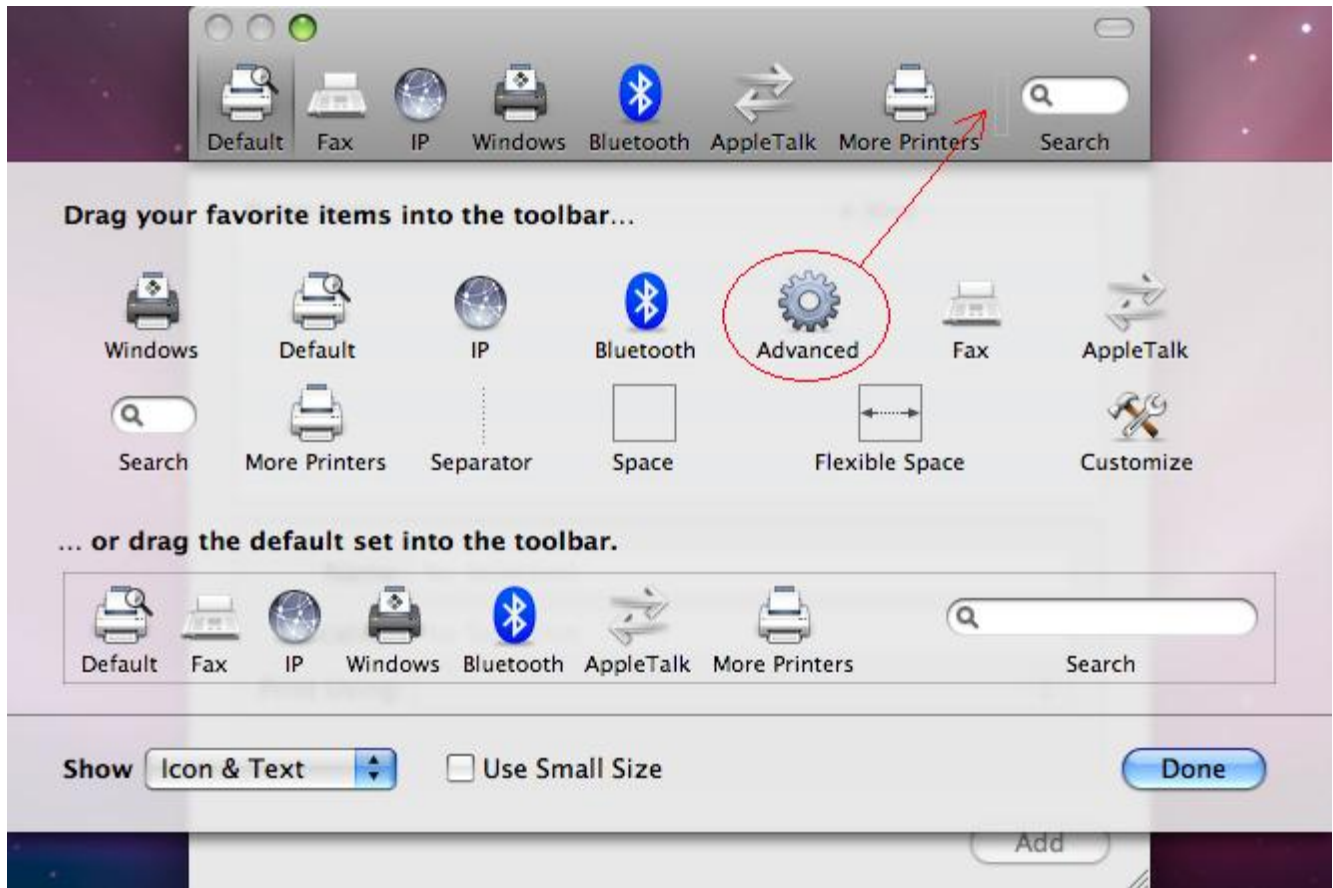 Default Fax IP Windows Bluetooth AppleTalk More Printers Search
Drag your favorite items into the toolbar...
Windows Default IP Bluetooth Advanced Fax AppleTalk
Search More Printers Separator Space Flexible Space Customize
... or drag the default set into the toolbar.
Default Fax IP Windows Bluetooth AppleTalk More Printers Search
Show Icon & Text Use Small Size Done
Add